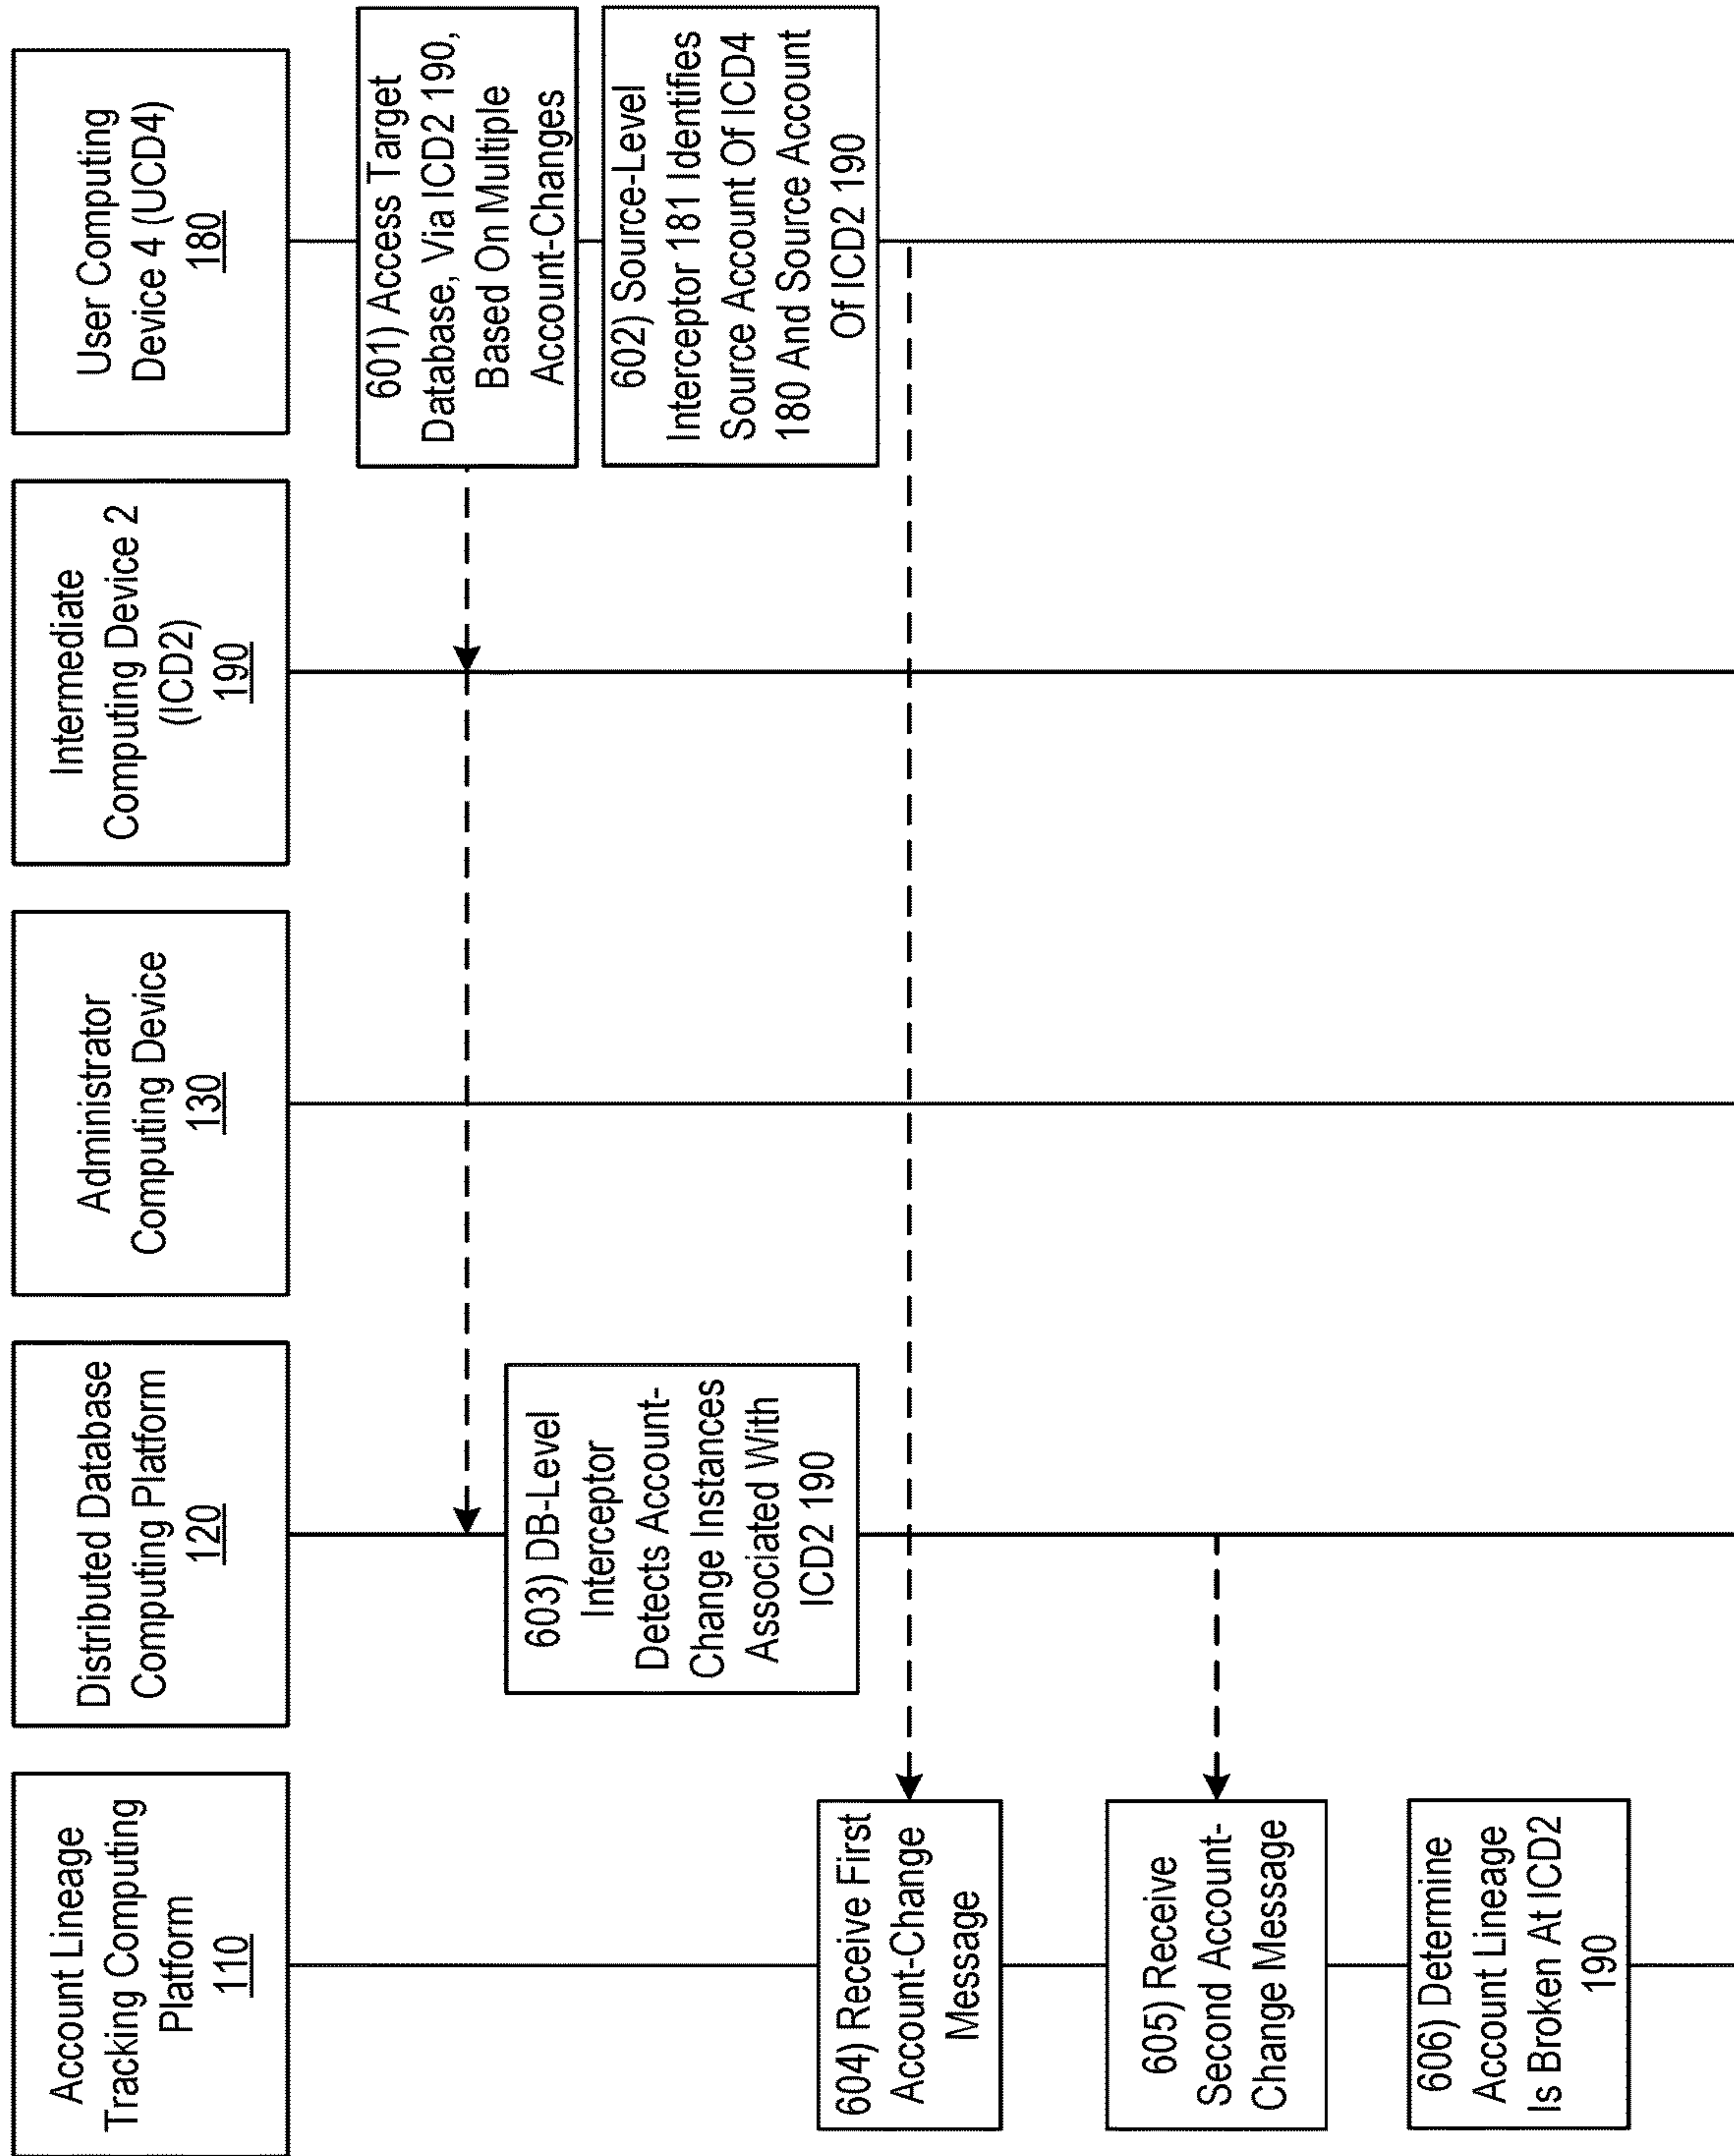 Account Lineage
Tracking Computing
Platform
110
Distributed Database
Computing Platform
120
Administrator
Computing Device
130
Intermediate
Computing Device 2
(ICD2)
190
User Computing
Device 4 (UCD4)
180
601) Access Target
Database, Via ICD2 190,
Based On Multiple
Account-Changes
602) Source-Level
Interceptor 181 Identifies
Source Account Of ICD4
180 And Source Account
Of ICD2 190
603) DB-Level
Interceptor
Detects Account-
Change Instances
Associated With
ICD2 190
604) Receive First
Account-Change
Message
605) Receive
Second Account-
Change Message
606) Determine
Account Lineage
Is Broken At ICD2
190